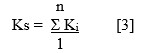 n
Ks = Σ Ki [3]
1